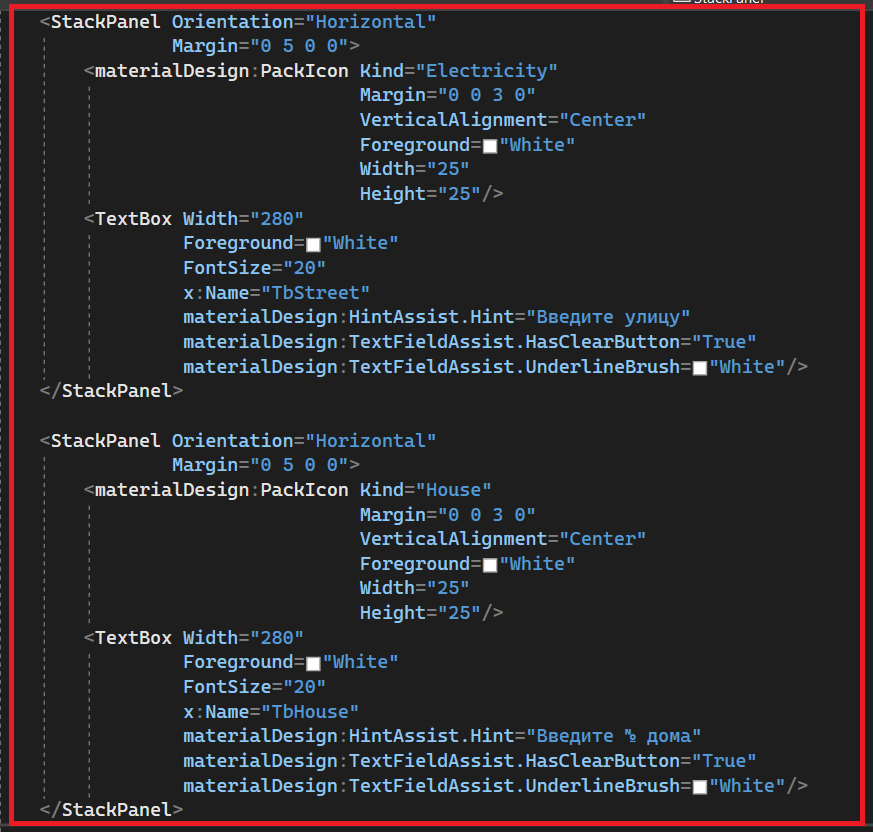 <StackPanel Orientation="Horizontal"
Margin="0 5 0 0">
<materialDesign:PackIcon Kind="Electricity"
Margin="0 0 3 0"
VerticalAlignment="Center"
Foreground="White"
Width="25"
Height="25"/>
<TextBox Width="280"
Foreground="White"
FontSize="20"
x:Name="TbStreet"
materialDesign:HintAssist.Hint="Введите улицу"
materialDesign:TextFieldAssist.HasClearButton="True"
materialDesign:TextFieldAssist.UnderlineBrush="White"/>
</StackPanel>
<StackPanel Orientation="Horizontal"
Margin="0 5 0 0">
<materialDesign:PackIcon Kind="House"
Margin="0 0 3 0"
VerticalAlignment="Center"
Foreground="White"
Width="25"
Height="25"/>
<TextBox Width="280"
Foreground="White"
FontSize="20"
x:Name="TbHouse"
materialDesign:HintAssist.Hint="Введите № дома"
materialDesign:TextFieldAssist.HasClearButton="True"
materialDesign:TextFieldAssist.UnderlineBrush="White"/>
</StackPanel>